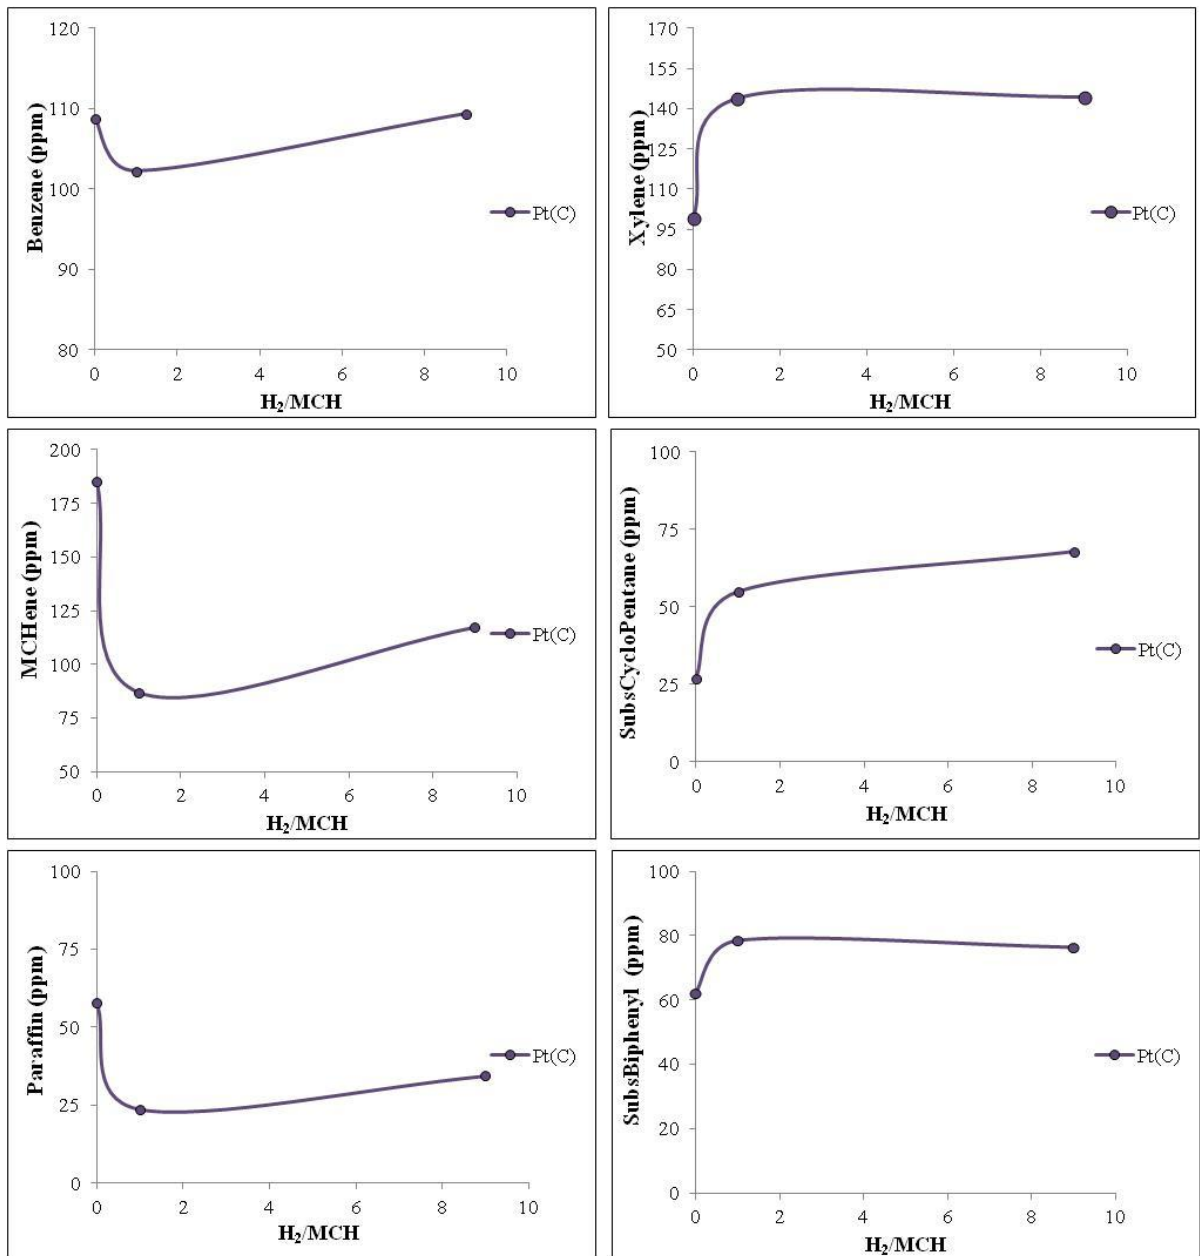 120
110
100
90
80
Benzene (ppm)
0 2 4 6 8 10
H₂/MCH
Pt(C)
170
155
140
125
110
95
80
65
50
Xylene (ppm)
0 2 4 6 8 10
H₂/MCH
Pt(C)
200
175
150
125
100
75
50
MCHene (ppm)
0 2 4 6 8 10
H₂/MCH
Pt(C)
100
75
50
25
0
SubsCycloPentane (ppm)
0 2 4 6 8 10
H₂/MCH
Pt(C)
100
75
50
25
0
Paraffin (ppm)
0 2 4 6 8 10
H₂/MCH
Pt(C)
100
80
60
40
20
0
SubsBiphenyl (ppm)
0 2 4 6 8 10
H₂/MCH
Pt(C)